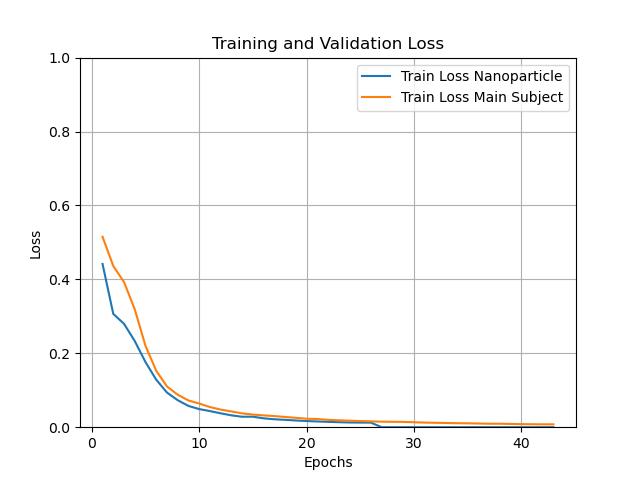 Training and Validation Loss
Train Loss Nanoparticle
Train Loss Main Subject
Loss
1.0
0.8
0.6
0.4
0.2
0.0
0
10
20
30
40
Epochs